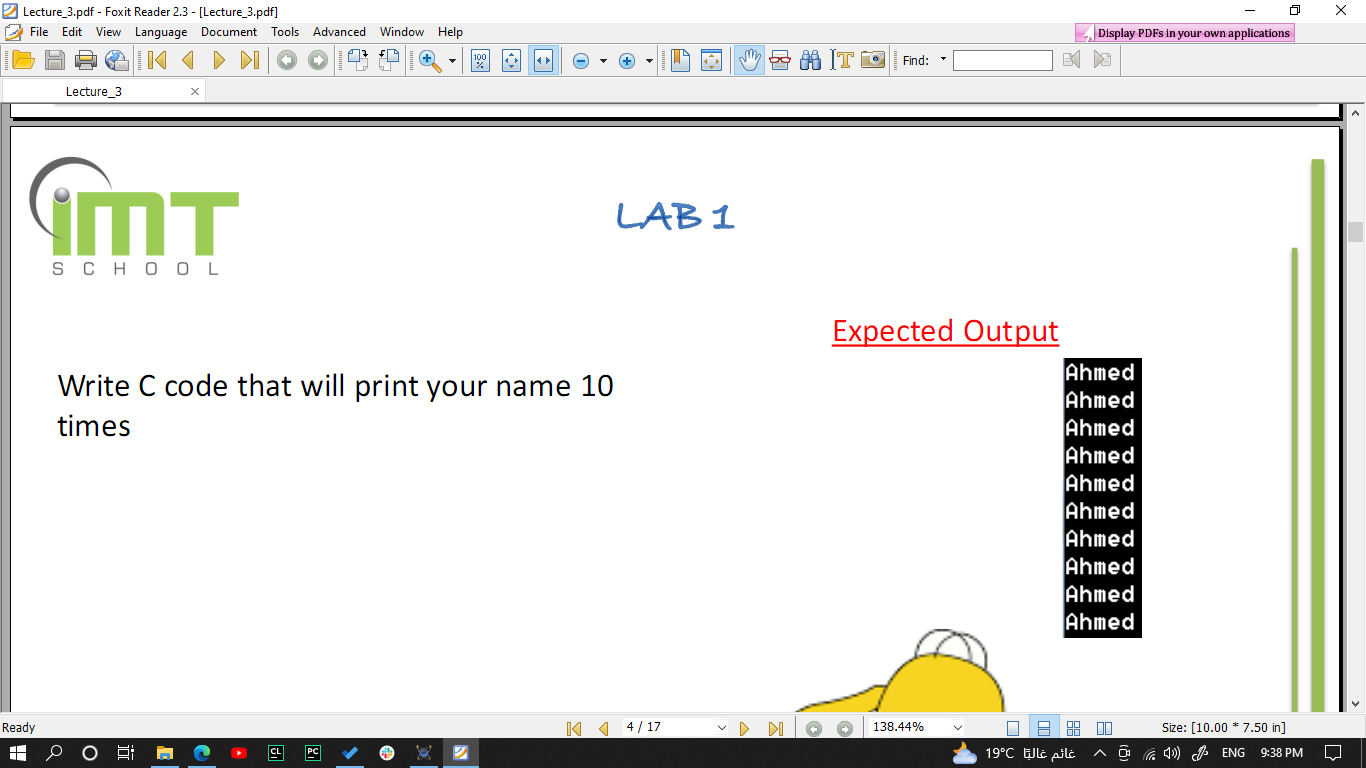 Lecture_3.pdf - Foxit Reader 2.3 - [Lecture_3.pdf]
File Edit View Language Document Tools Advanced Window Help
Display PDFs in your own applications
100 %
Find:
Lecture_3
iMT
SCHOOL
LAB 1
Expected Output
Write C code that will print your name 10
times
Ahmed
Ahmed
Ahmed
Ahmed
Ahmed
Ahmed
Ahmed
Ahmed
Ahmed
Ahmed
Ready
4 / 17
138.44%
Size: [10.00 * 7.50 in]
CL
PC
19°C غائم غالبًا
ENG
9:38 PM